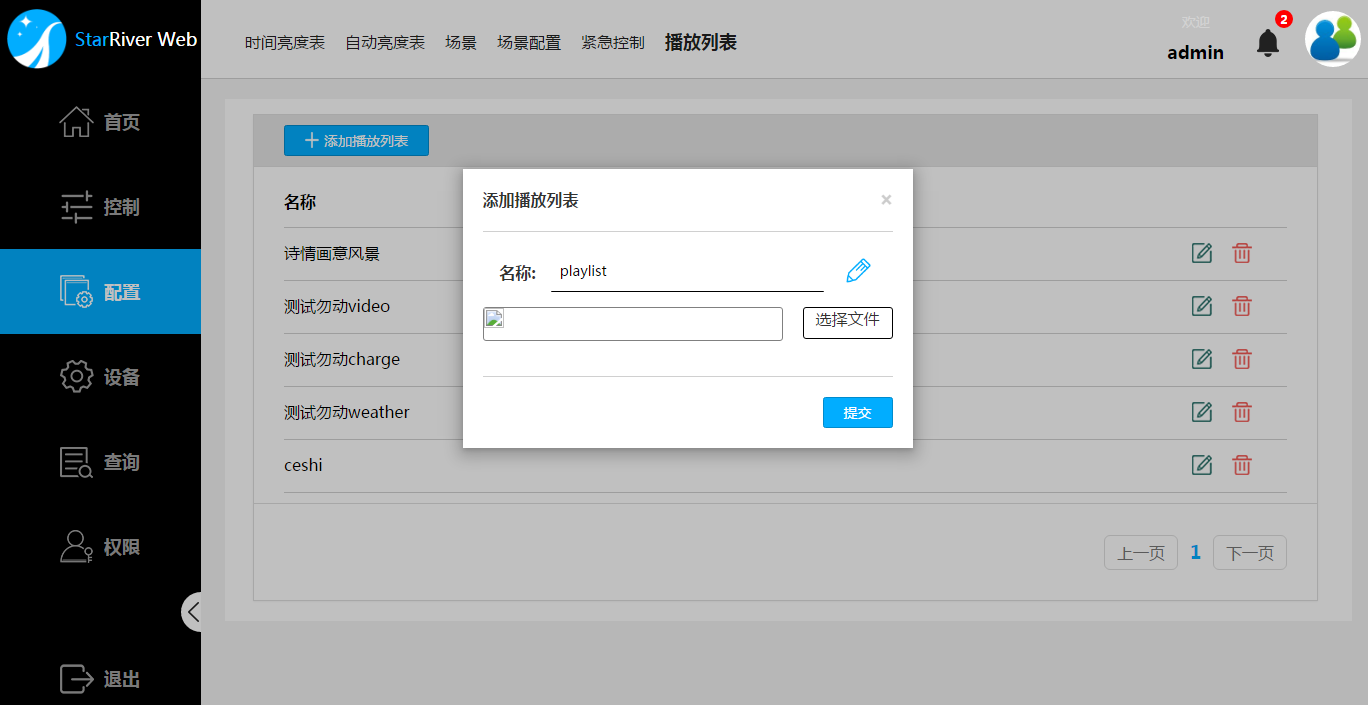 StarRiver Web
时间亮度表 自动亮度表 场景 场景配置 紧急控制 播放列表
欢迎
admin
2
首页
控制
配置
设备
查询
权限
退出
添加播放列表
名称
诗情画意风景
测试勿动video
测试勿动charge
测试勿动weather
ceshi
上一页 1 下一页
添加播放列表 ×
名称: playlist
选择文件
提交